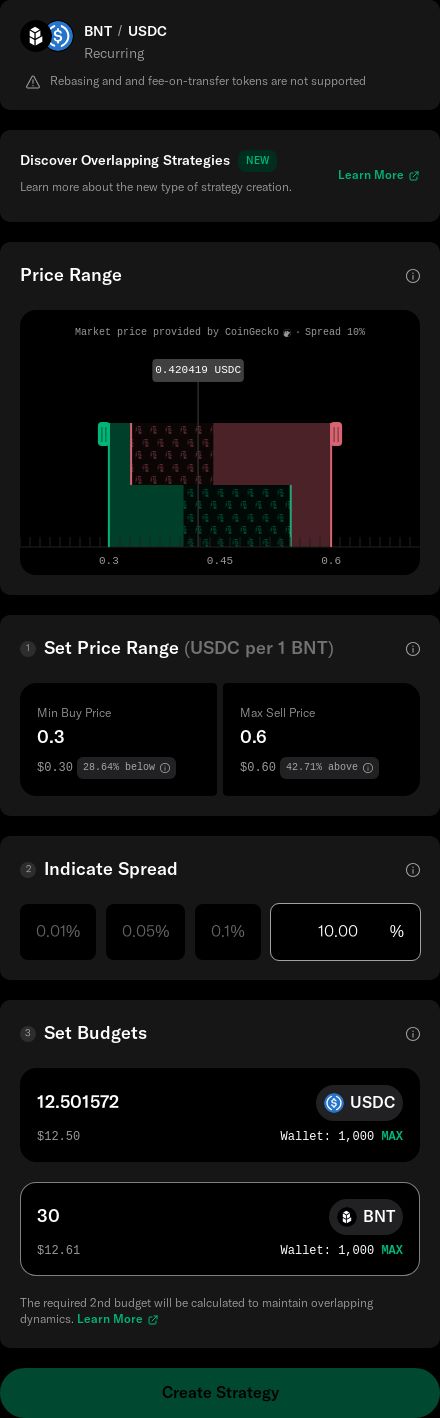 BNT / USDC
Recurring
Rebasing and and fee-on-transfer tokens are not supported
Discover Overlapping Strategies NEW
Learn more about the new type of strategy creation.
Learn More
Price Range
Market price provided by CoinGecko · Spread 10%
0.420419 USDC
0.3 0.45 0.6
1 Set Price Range (USDC per 1 BNT)
Min Buy Price
0.3
$0.30 28.64% below
Max Sell Price
0.6
$0.60 42.71% above
2 Indicate Spread
0.01% 0.05% 0.1% 10.00 %
3 Set Budgets
12.501572 USDC
$12.50 Wallet: 1,000 MAX
30 BNT
$12.61 Wallet: 1,000 MAX
The required 2nd budget will be calculated to maintain overlapping
dynamics. Learn More
Create Strategy